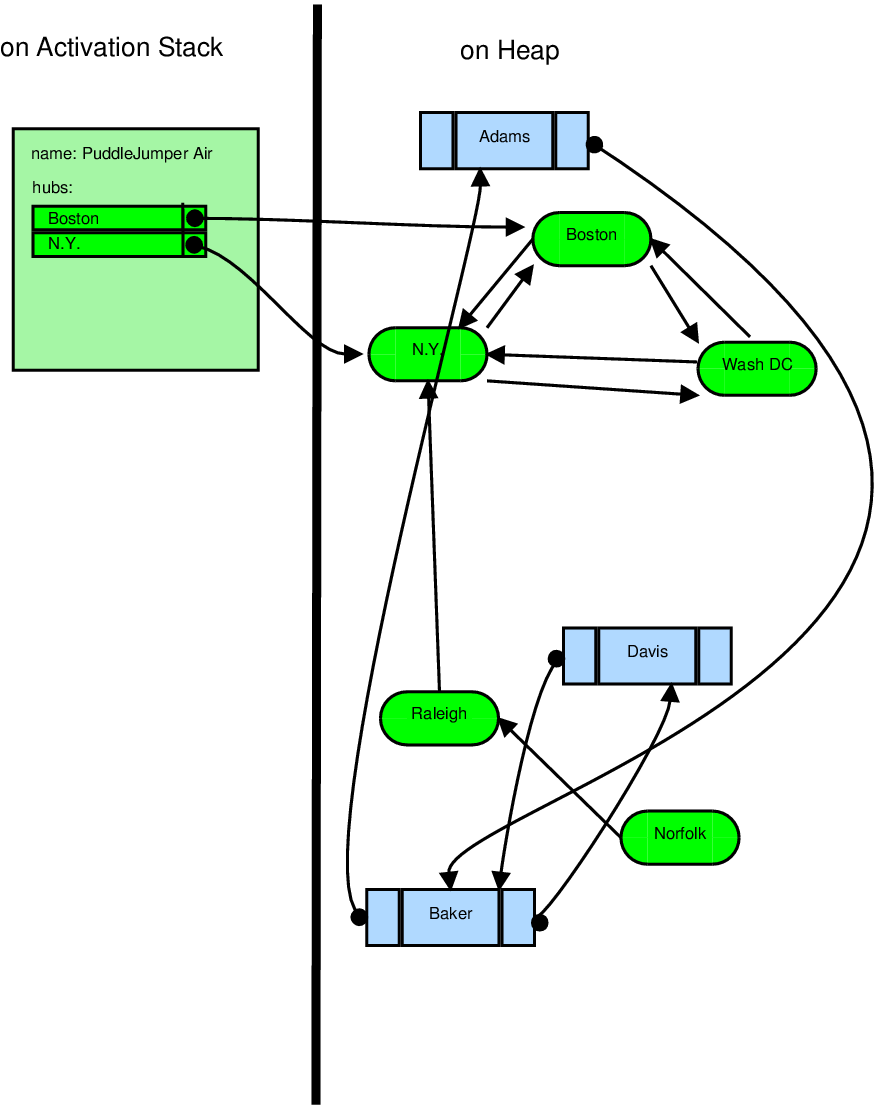 on Activation Stack
on Heap
name: PuddleJumper Air
hubs:
Boston
N.Y.
Adams
Boston
N.Y.
Wash DC
Davis
Raleigh
Norfolk
Baker